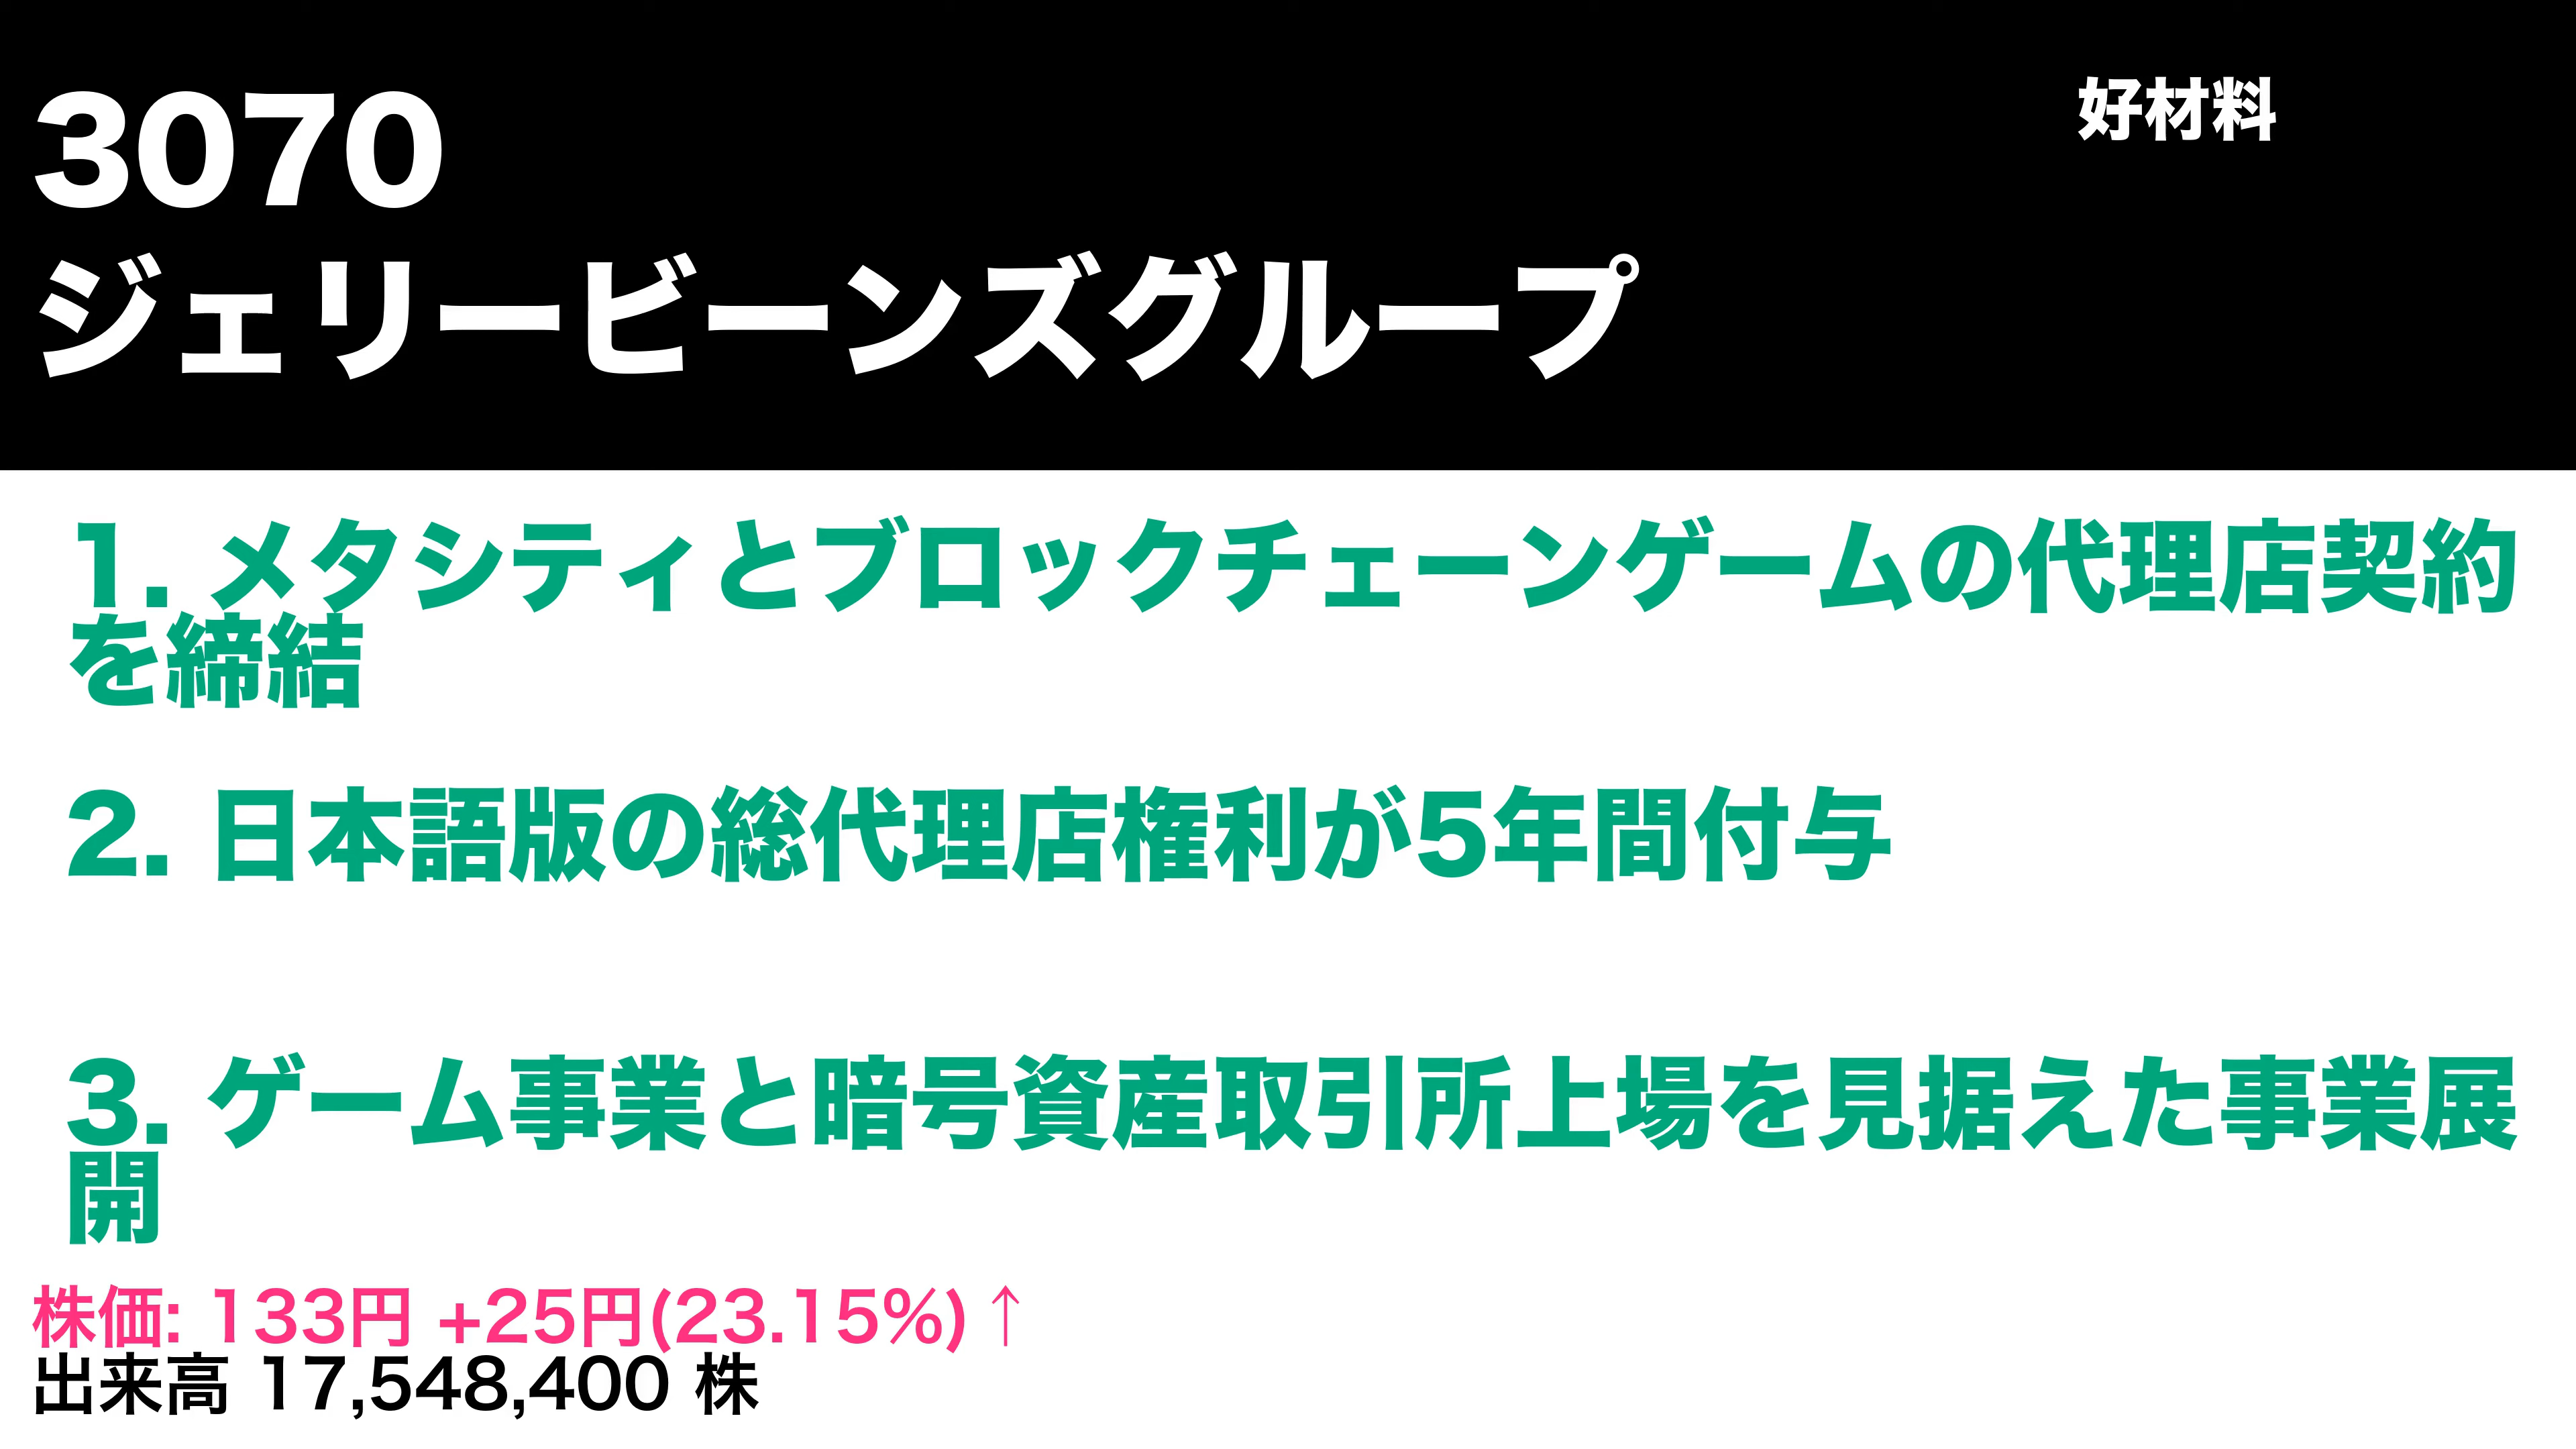 3070
好材料
ジェリービーンズグループ
1. メタシティとブロックチェーンゲームの代理店契約
を締結
2. 日本語版の総代理店権利が5年間付与
3. ゲーム事業と暗号資産取引所上場を見据えた事業展
開
株価: 133円 +25円(23.15%)↑
出来高 17,548,400 株